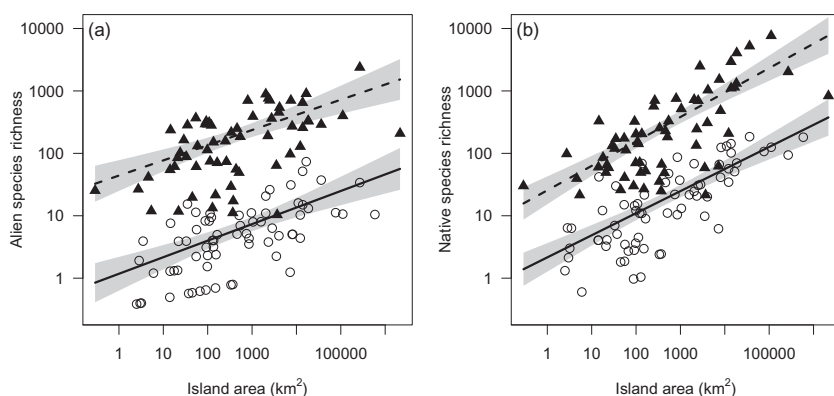 (a)
10000
1000
100
10
1
Alien species richness
1 10 100 1000 100000
Island area (km²)
(b)
10000
1000
100
10
1
Native species richness
1 10 100 1000 100000
Island area (km²)